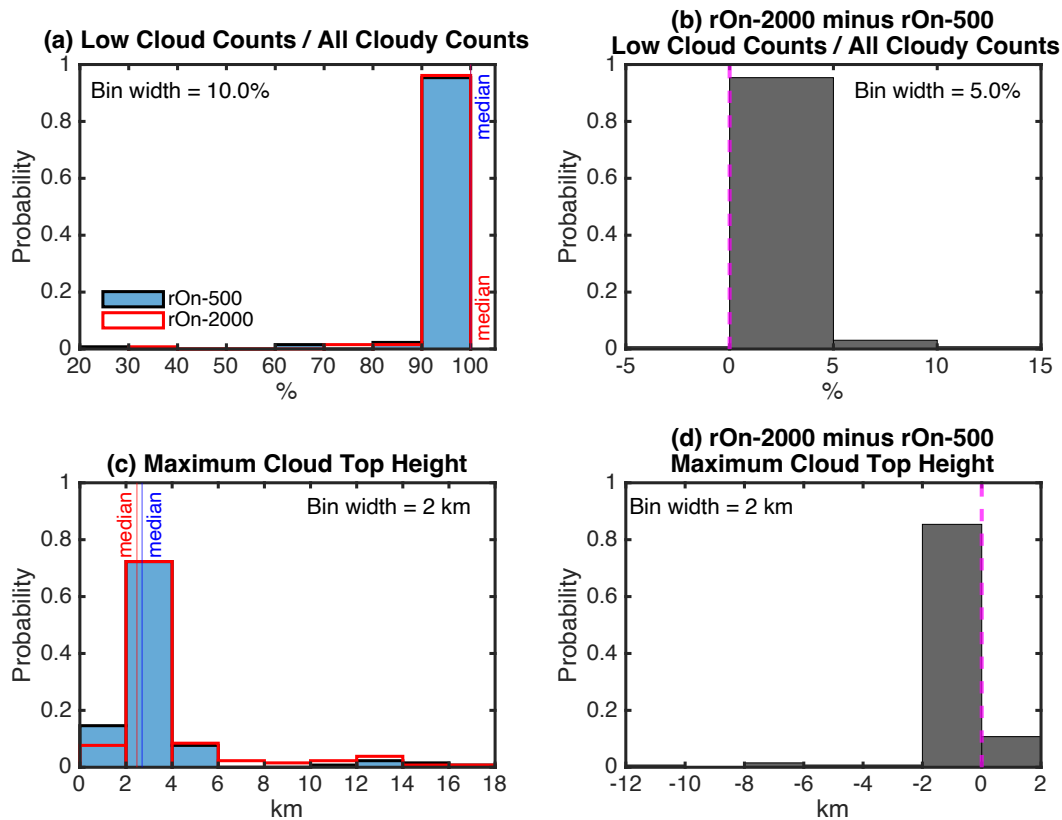 (a) Low Cloud Counts / All Cloudy Counts
Bin width = 10.0%
median
median
rOn-500
rOn-2000
Probability
1
0.8
0.6
0.4
0.2
0
20 30 40 50 60 70 80 90 100
%
(b) rOn-2000 minus rOn-500
Low Cloud Counts / All Cloudy Counts
Bin width = 5.0%
Probability
1
0.8
0.6
0.4
0.2
0
-5 0 5 10 15
%
(c) Maximum Cloud Top Height
Bin width = 2 km
median
median
Probability
1
0.8
0.6
0.4
0.2
0
0 2 4 6 8 10 12 14 16 18
km
(d) rOn-2000 minus rOn-500
Maximum Cloud Top Height
Bin width = 2 km
Probability
1
0.8
0.6
0.4
0.2
0
-12 -10 -8 -6 -4 -2 0 2
km